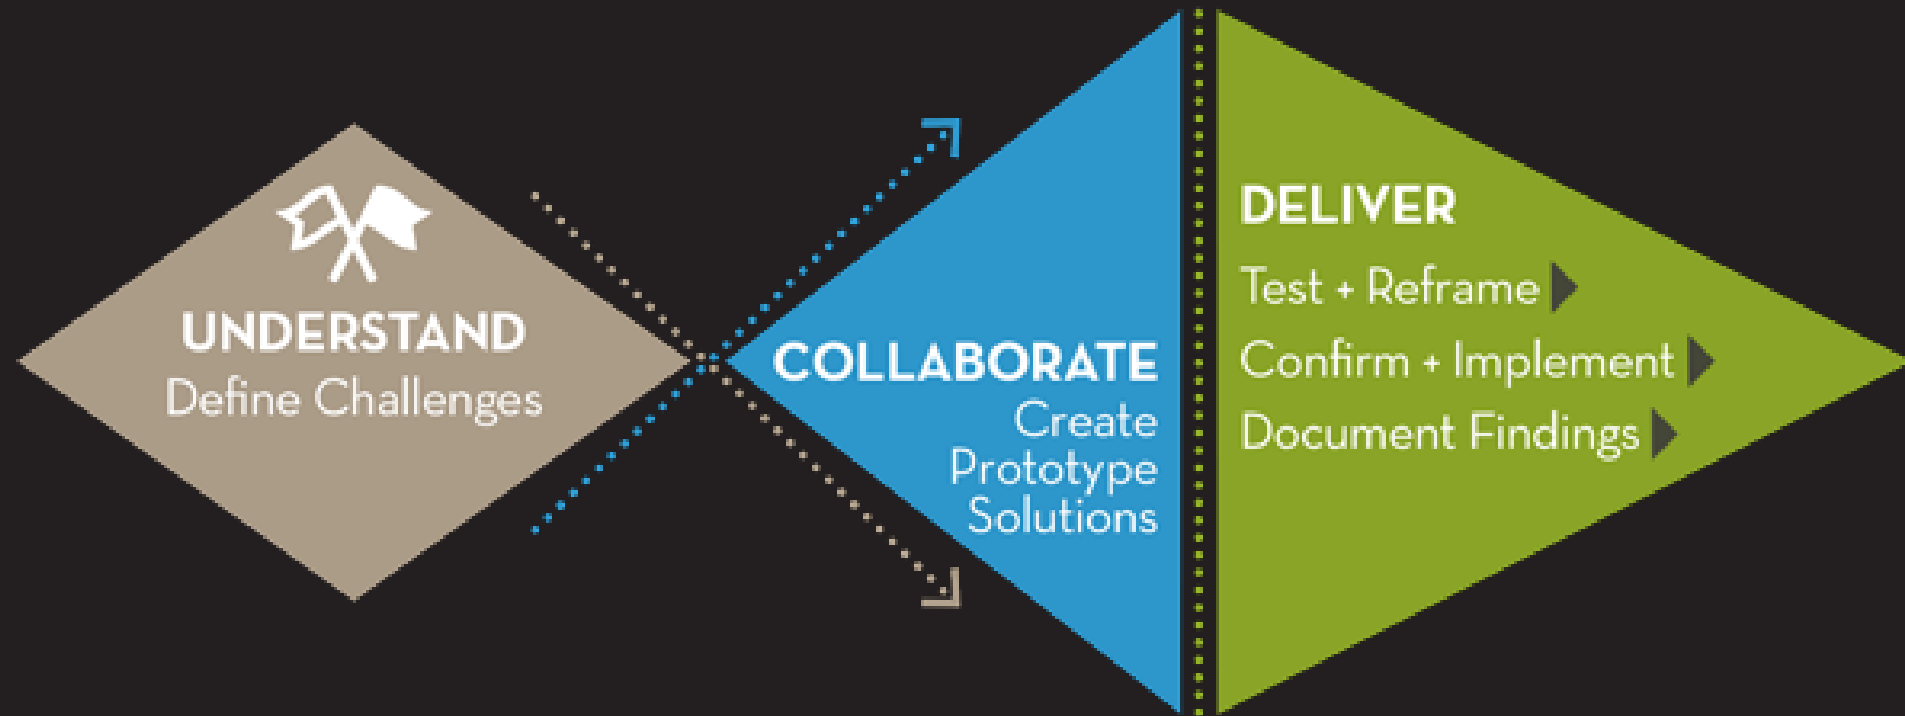 UNDERSTAND
Define Challenges
COLLABORATE
Create
Prototype
Solutions
DELIVER
Test + Reframe
Confirm + Implement
Document Findings